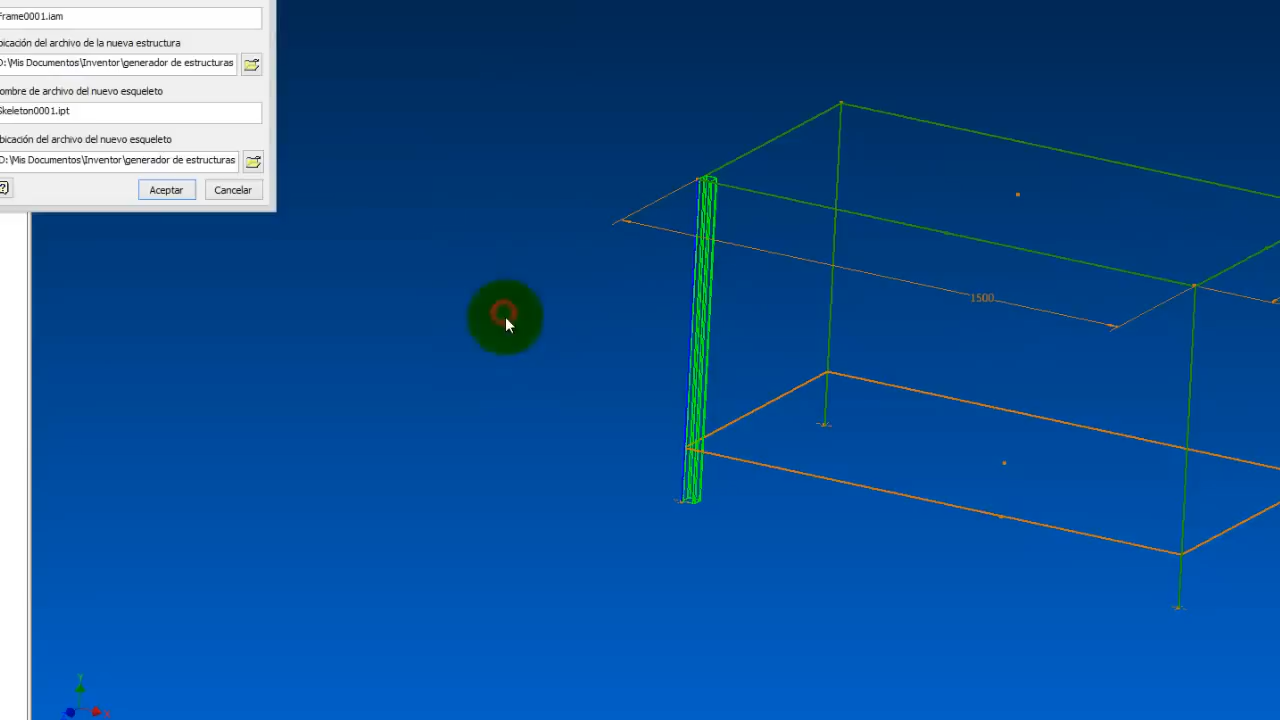 Frame0001.iam
bicación del archivo de la nueva estructura
D:\Mis Documentos\Inventor\generador de estructuras
ombre de archivo del nuevo esqueleto
Skeleton0001.ipt
bicación del archivo del nuevo esqueleto
D:\Mis Documentos\Inventor\generador de estructuras
?
Aceptar
Cancelar
1500
Y
X